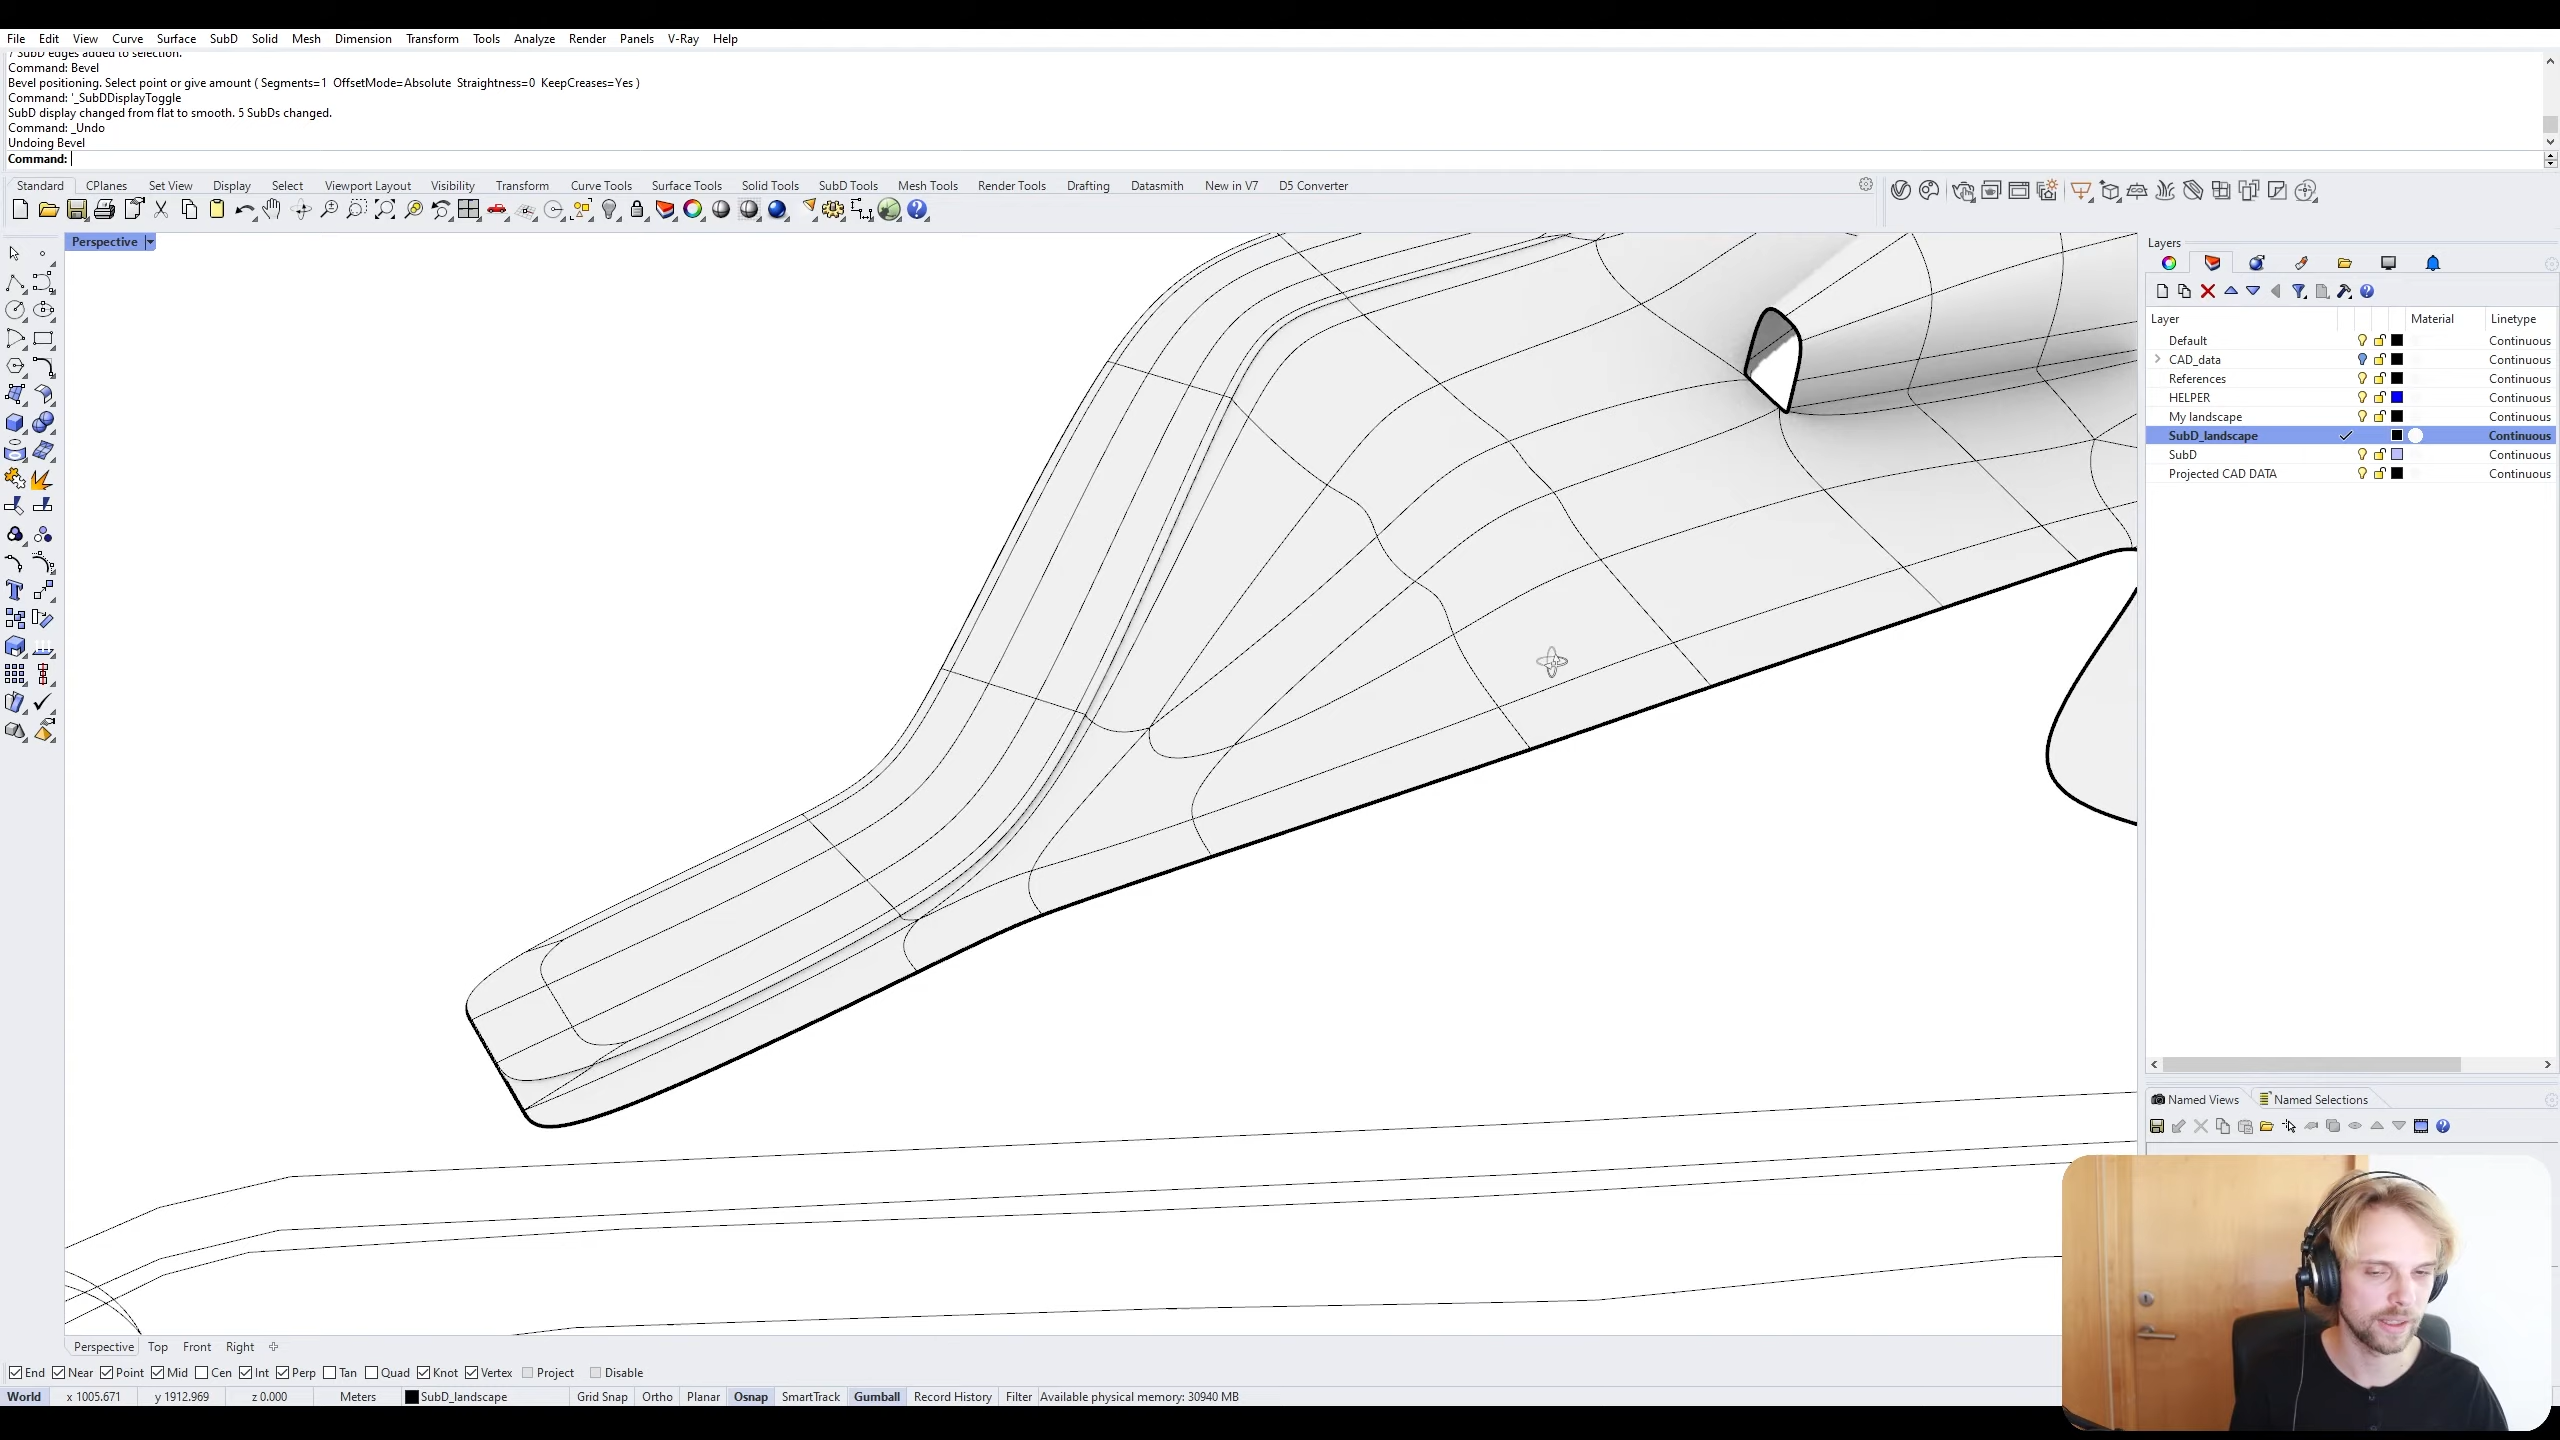 File Edit View Curve Surface SubD Solid Mesh Dimension Transform Tools Analyze Render Panels V-Ray Help
7 SubD edges added to selection.
Command: Bevel
Bevel positioning. Select point or give amount ( Segments=1 OffsetMode=Absolute Straightness=0 KeepCreases=Yes )
Command: '_SubDDisplayToggle
SubD display changed from flat to smooth. 5 SubDs changed.
Command: _Undo
Undoing Bevel
Command:
Standard CPlanes Set View Display Select Viewport Layout Visibility Transform Curve Tools Surface Tools Solid Tools SubD Tools Mesh Tools Render Tools Drafting Datasmith New in V7 D5 Converter
Perspective
Layers
Layer Material Linetype
Default Continuous
CAD_data Continuous
References Continuous
HELPER Continuous
My landscape Continuous
SubD_landscape Continuous
SubD Continuous
Projected CAD DATA Continuous
Named Views Named Selections
Perspective Top Front Right
End Near Point Mid Cen Int Perp Tan Quad Knot Vertex Project Disable
World x 1005.671 y 1912.969 z 0.000 Meters SubD_landscape Grid Snap Ortho Planar Osnap SmartTrack Gumball Record History Filter Available physical memory: 30940 MB